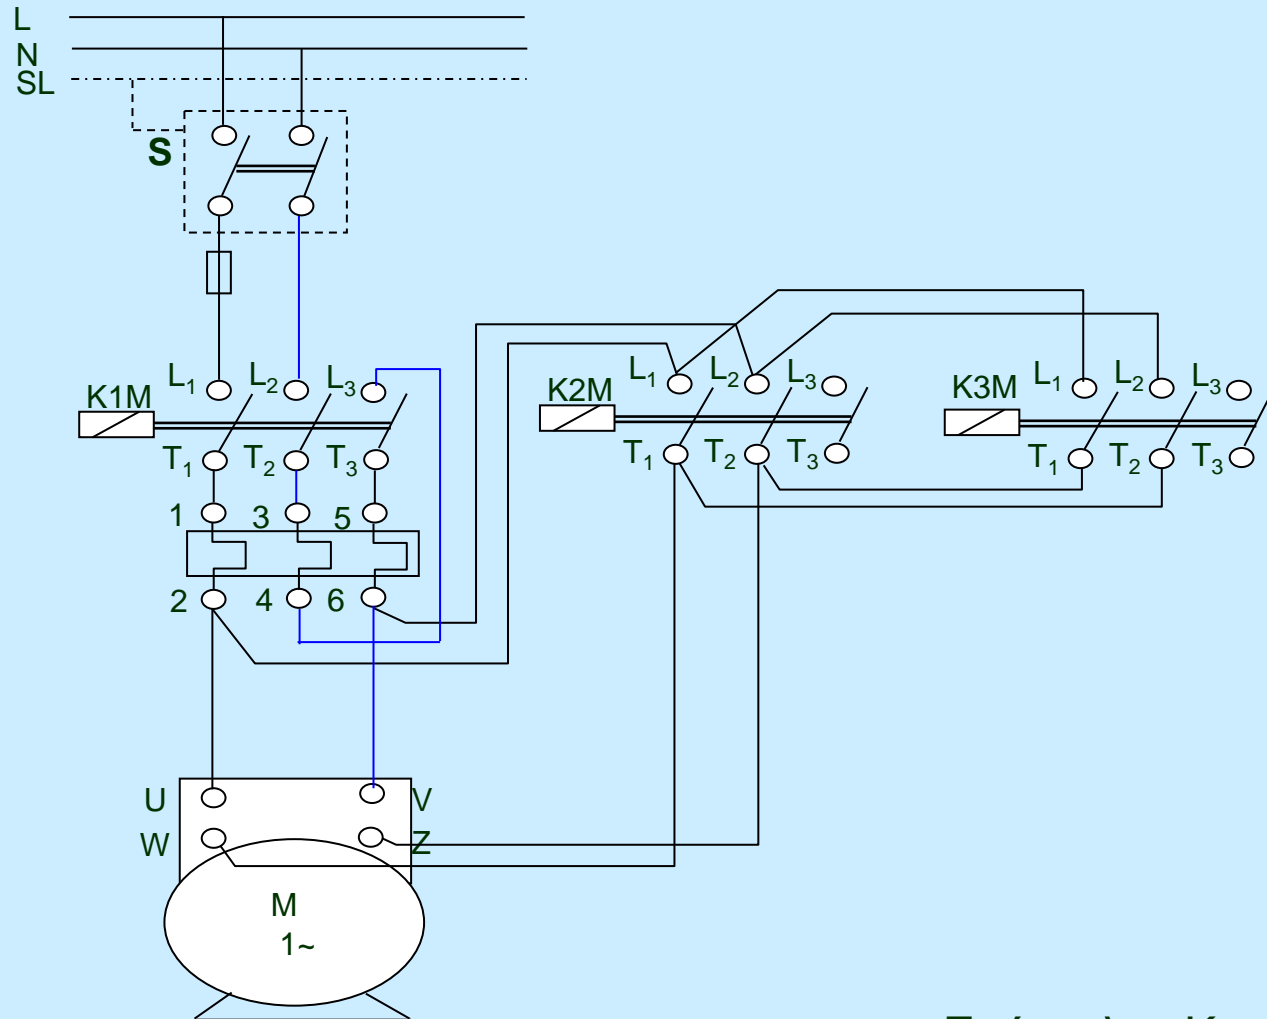 L
N
SL
S
K1M L₁ L₂ L₃
T₁ T₂ T₃
1 3 5
2 4 6
K2M L₁ L₂ L₃
T₁ T₂ T₃
K3M L₁ L₂ L₃
T₁ T₂ T₃
U V
W Z
M
1~